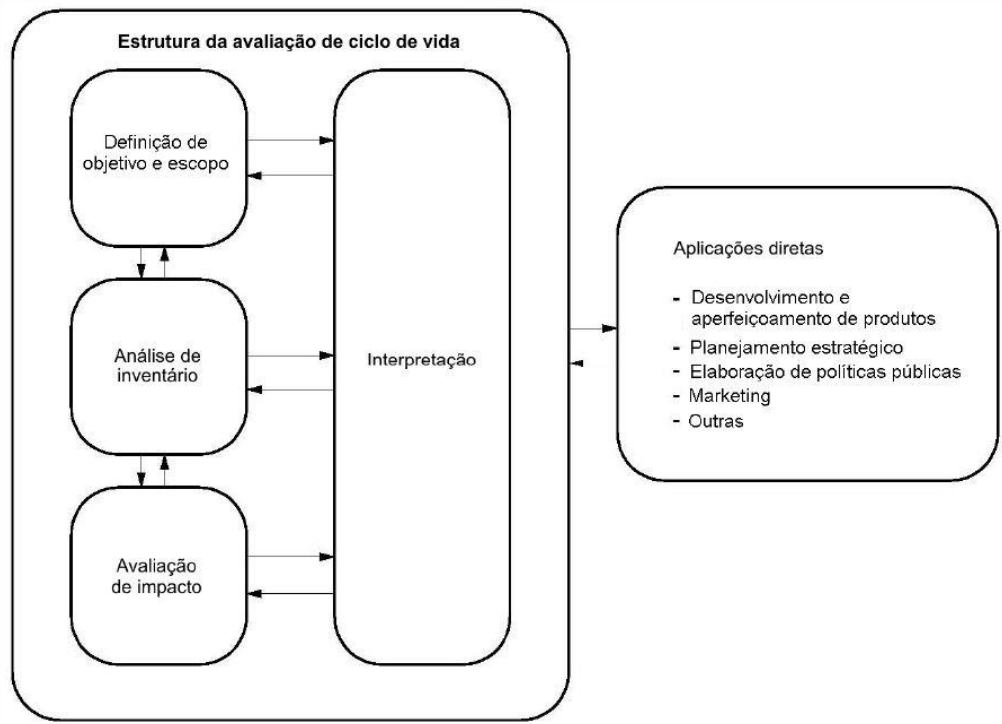 Estrutura da avaliação de ciclo de vida
Definição de
objetivo e escopo
Análise de
inventário
Avaliação
de impacto
Interpretação
Aplicações diretas
- Desenvolvimento e
aperfeiçoamento de produtos
- Planejamento estratégico
- Elaboração de políticas públicas
- Marketing
- Outras